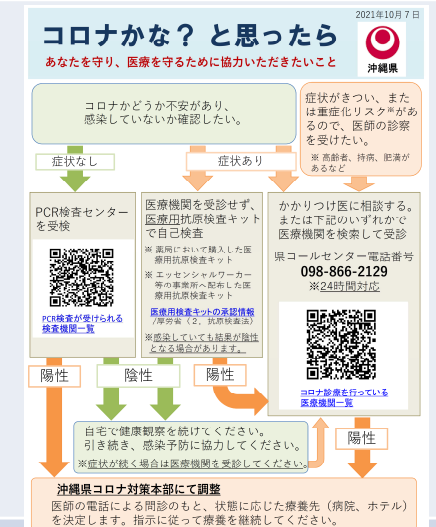 2021年10月７日
コロナかな？ と思ったら
あなたを守り、医療を守るために協力いただきたいこと
沖縄県
コロナかどうか不安があり、
感染していないか確認したい。
症状がきつい、また
は重症化リスク※があ
るので、医師の診察
を受けたい。
※ 高齢者、持病、肥満が
あるなど
症状なし
症状あり
PCR検査センター
を受検
PCR検査が受けられる
検査機関一覧
医療機関を受診せず、
医療用抗原検査キット
で自己検査
※ 薬局において購入した医
療用抗原検査キット
※ エッセンシャルワーカー
等の事業所へ配布した医
療用抗原検査キット
医療用検査キットの承認情報
/厚労省（２，抗原検査法）
※感染していても結果が陰性
となる場合があります。
かかりつけ医に相談する。
または下記のいずれかで
医療機関を検索して受診
県コールセンター電話番号
098-866-2129
※24時間対応
コロナ診療を行っている
医療機関一覧
陽性
陰性
陽性
自宅で健康観察を続けてください。
引き続き、感染予防に協力してください。
※症状が続く場合は医療機関を受診してください。
陽性
沖縄県コロナ対策本部にて調整
医師の電話による問診のもと、状態に応じた療養先（病院、ホテル）
を決定します。指示に従って療養を継続してください。